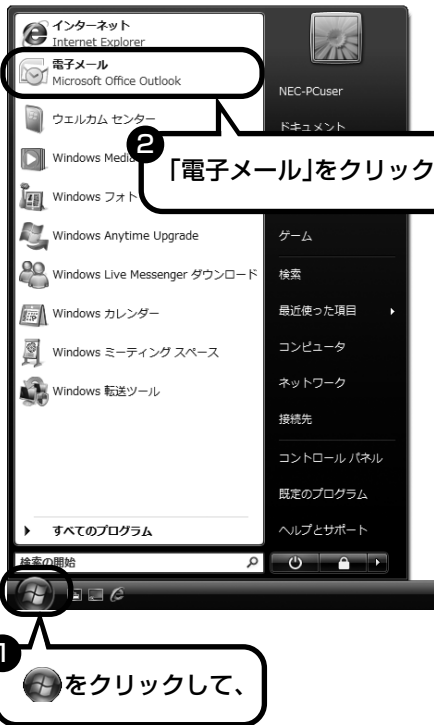 インターネット
Internet Explorer
電子メール
Microsoft Office Outlook
ウェルカム センター
Windows Media
Windows フォト
Windows Anytime Upgrade
Windows Live Messenger ダウンロード
Windows カレンダー
Windows ミーティング スペース
Windows 転送ツール
すべてのプログラム
検索の開始
NEC-PCuser
ドキュメント
ゲーム
検索
最近使った項目
コンピュータ
ネットワーク
接続先
コントロール パネル
既定のプログラム
ヘルプとサポート
2
「電子メール」をクリック
1
をクリックして、